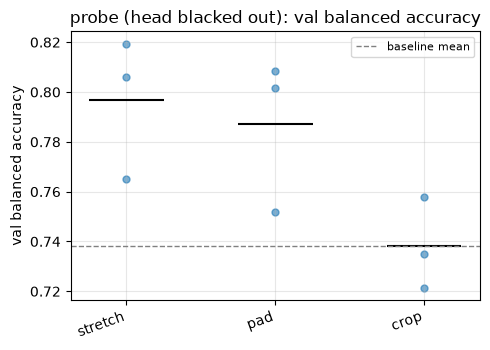 probe (head blacked out): val balanced accuracy
baseline mean
val balanced accuracy
0.82
0.80
0.78
0.76
0.74
0.72
stretch
pad
crop